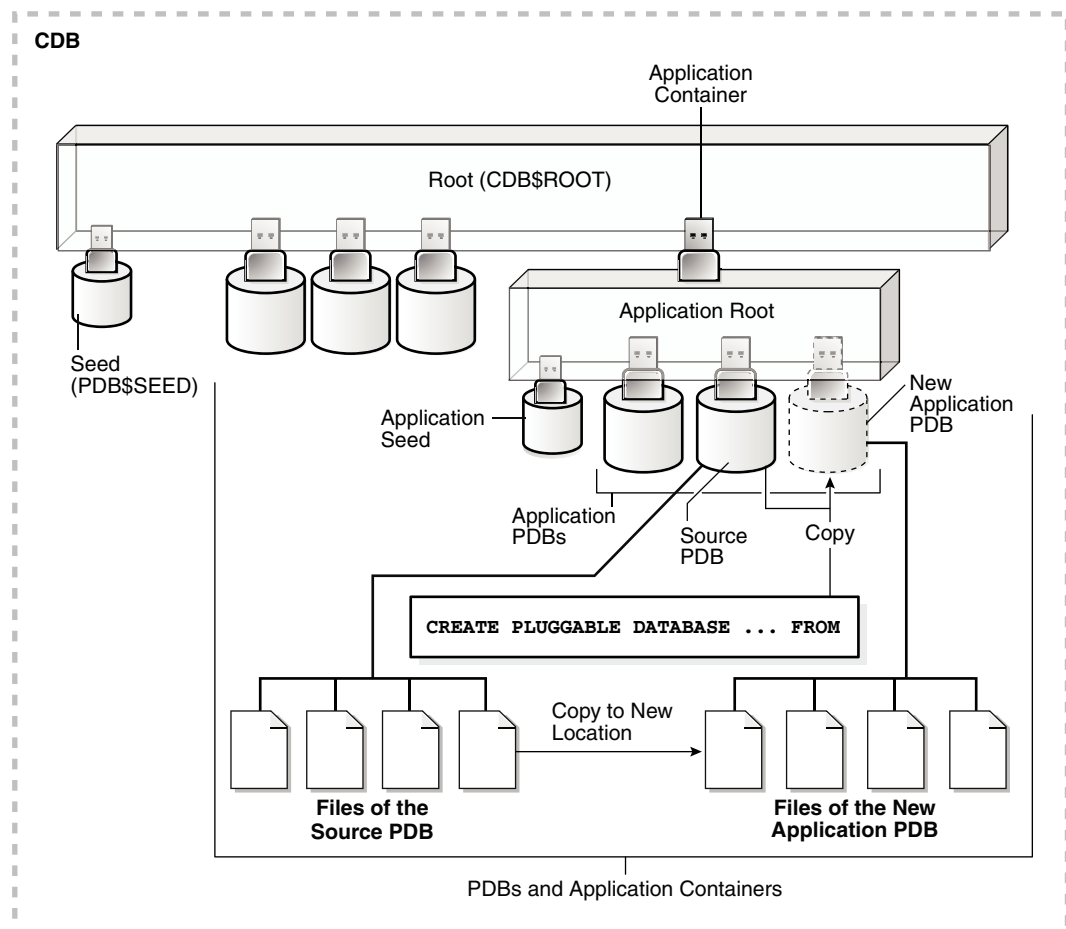 CDB
Application
Container
Root (CDB$ROOT)
Application Root
Seed
(PDB$SEED)
Application
Seed
New
Application
PDB
Application
PDBs
Source
PDB
Copy
CREATE PLUGGABLE DATABASE ... FROM
Copy to New
Location
Files of the
Source PDB
Files of the New
Application PDB
PDBs and Application Containers